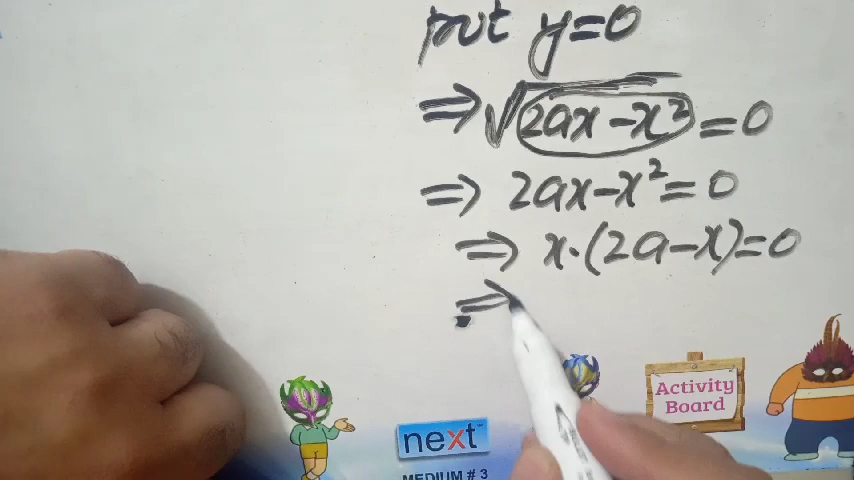 put y=0
⇒ √2ax-x² = 0
⇒ 2ax-x² = 0
⇒ x·(2a-x)=0
⇒
Activity
Board
next
MEDIUM # 3